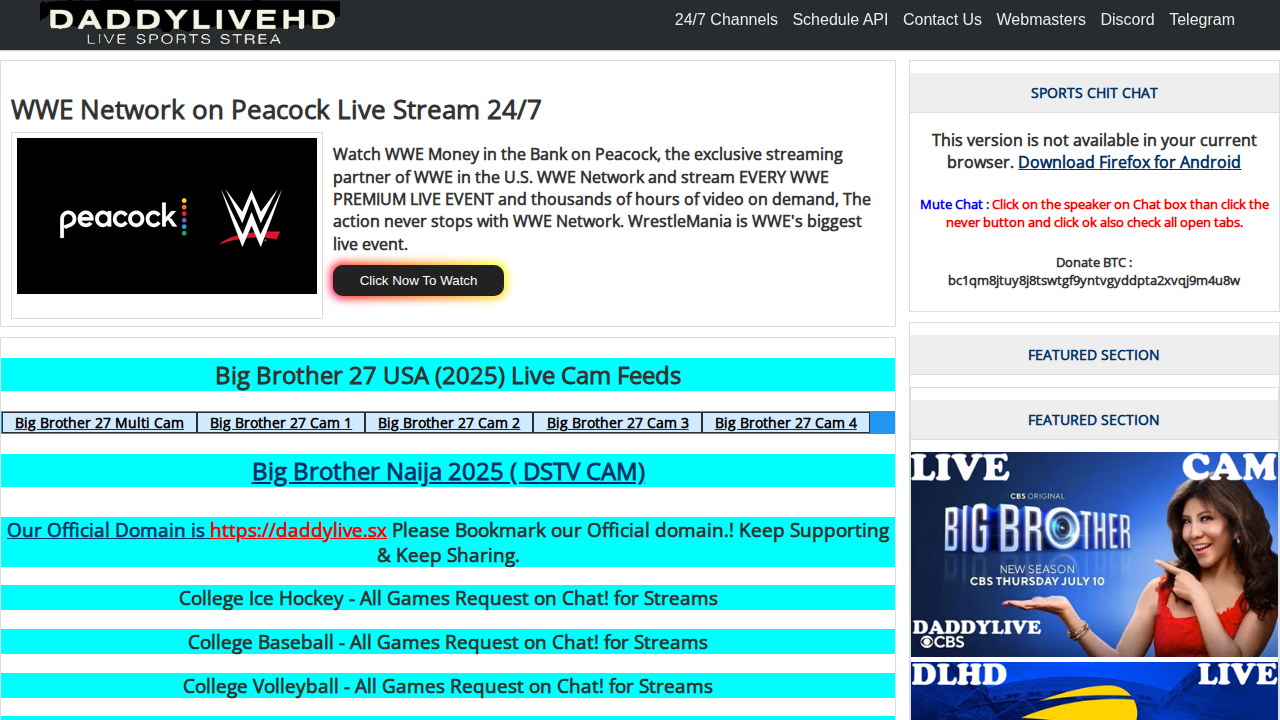 DADDYLIVEHD
LIVE SPORTS STREA
24/7 Channels Schedule API Contact Us Webmasters Discord Telegram
WWE Network on Peacock Live Stream 24/7
peacock
W
Watch WWE Money in the Bank on Peacock, the exclusive streaming
partner of WWE in the U.S. WWE Network and stream EVERY WWE
PREMIUM LIVE EVENT and thousands of hours of video on demand, The
action never stops with WWE Network. WrestleMania is WWE's biggest
live event.
Click Now To Watch
Big Brother 27 USA (2025) Live Cam Feeds
Big Brother 27 Multi Cam Big Brother 27 Cam 1 Big Brother 27 Cam 2 Big Brother 27 Cam 3 Big Brother 27 Cam 4
Big Brother Naija 2025 ( DSTV CAM)
Our Official Domain is https://daddylive.sx Please Bookmark our Official domain.! Keep Supporting
& Keep Sharing.
College Ice Hockey - All Games Request on Chat! for Streams
College Baseball - All Games Request on Chat! for Streams
College Volleyball - All Games Request on Chat! for Streams
SPORTS CHIT CHAT
This version is not available in your current
browser. Download Firefox for Android
Mute Chat : Click on the speaker on Chat box than click the
never button and click ok also check all open tabs.
Donate BTC :
bc1qm8jtuy8j8tswtgf9yntvgyddpta2xvqj9m4u8w
FEATURED SECTION
FEATURED SECTION
LIVE CAM
CBS ORIGINAL
BIG BROTHER
NEW SEASON
CBS THURSDAY JULY 10
DADDYLIVE
CBS
DLHD LIVE